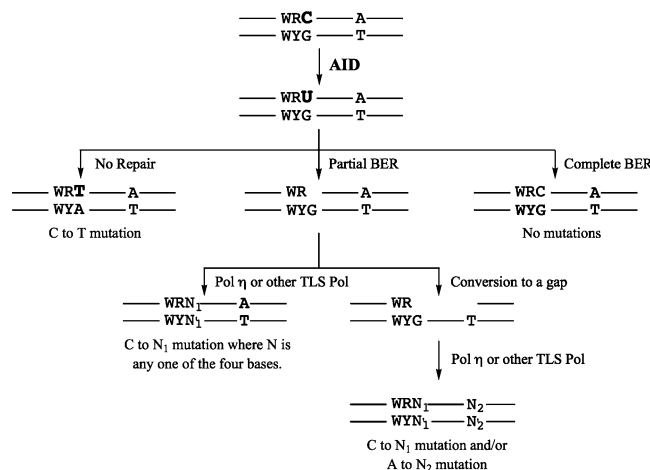 WRC A
WYG T
AID
WRU A
WYG T
No Repair Partial BER Complete BER
WRT A WR A WRC A
WYA T WYG T WYG T
C to T mutation No mutations
Pol η or other TLS Pol Conversion to a gap
WRN₁ A WR
WYN₁' T WYG T
C to N₁ mutation where N is
any one of the four bases.
Pol η or other TLS Pol
WRN₁ N₂
WYN₁' N₂'
C to N₁ mutation and/or
A to N₂ mutation